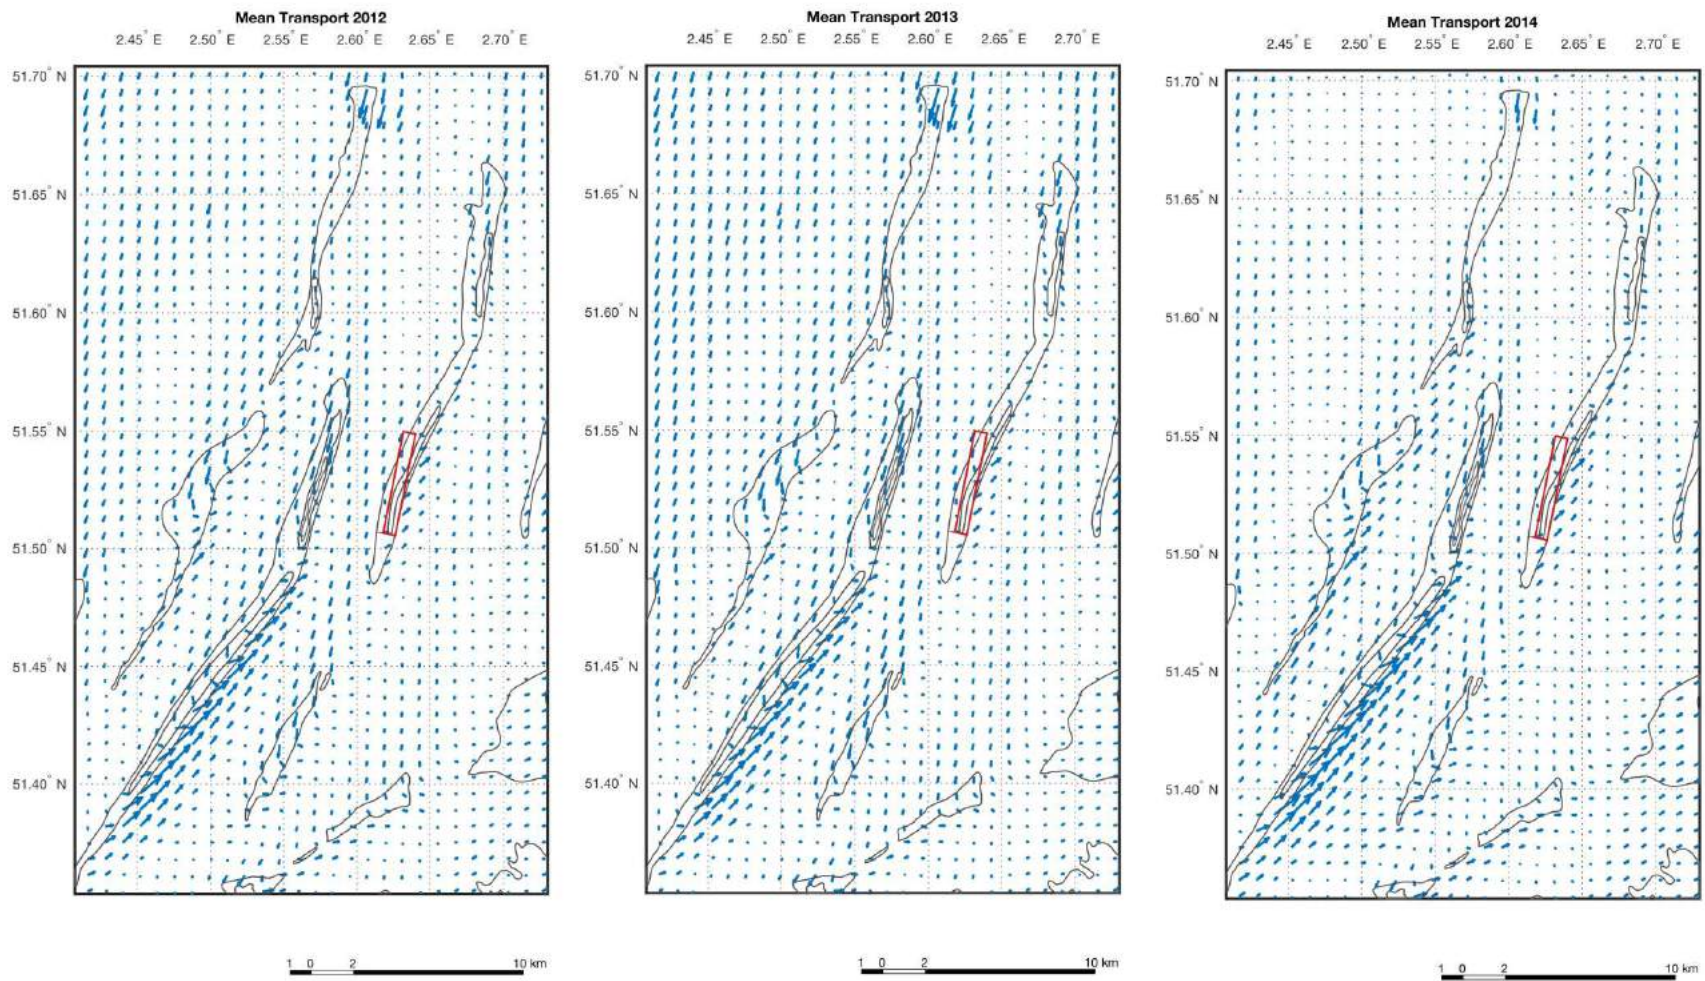 Mean Transport 2012
2.45° E 2.50° E 2.55° E 2.60° E 2.65° E 2.70° E
51.70° N
51.65° N
51.60° N
51.55° N
51.50° N
51.45° N
51.40° N
1 0 2 10 km
Mean Transport 2013
2.45° E 2.50° E 2.55° E 2.60° E 2.65° E 2.70° E
51.70° N
51.65° N
51.60° N
51.55° N
51.50° N
51.45° N
51.40° N
1 0 2 10 km
Mean Transport 2014
2.45° E 2.50° E 2.55° E 2.60° E 2.65° E 2.70° E
51.70° N
51.65° N
51.60° N
51.55° N
51.50° N
51.45° N
51.40° N
1 0 2 10 km